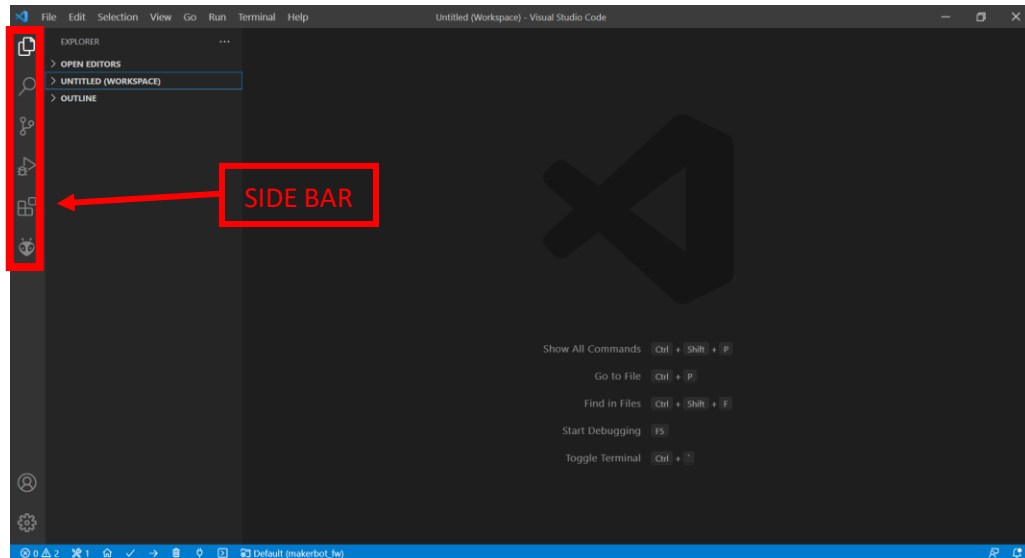 File Edit Selection View Go Run Terminal Help Untitled (Workspace) - Visual Studio Code
EXPLORER ...
> OPEN EDITORS
> UNTITLED (WORKSPACE)
> OUTLINE
SIDE BAR
Show All Commands Ctrl + Shift + P
Go to File Ctrl + P
Find in Files Ctrl + Shift + F
Start Debugging F5
Toggle Terminal Ctrl + `
0 2 1 Default (makerbot_fw)